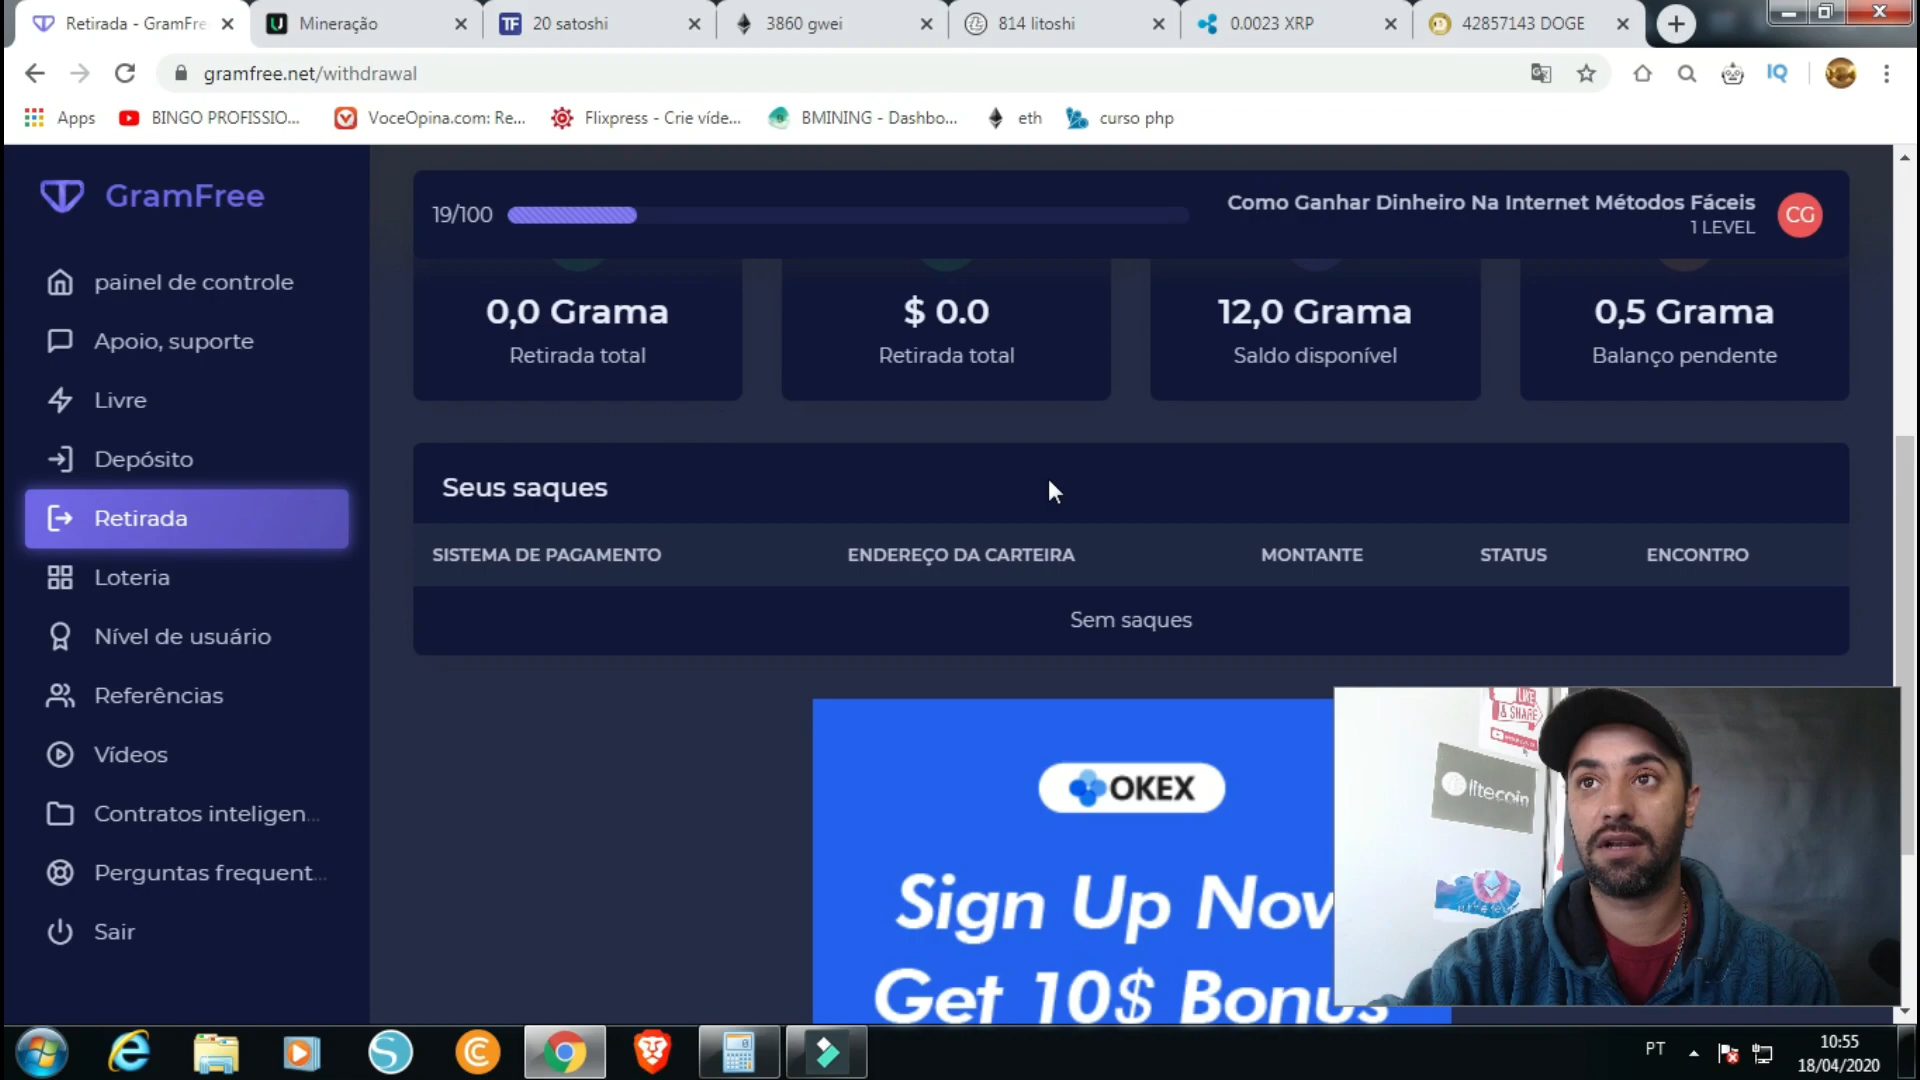 Retirada - GramFre
Mineração
20 satoshi
3860 gwei
814 litoshi
0.0023 XRP
42857143 DOGE
gramfree.net/withdrawal
Apps
BINGO PROFISSIO...
VoceOpina.com: Re...
Flixpress - Crie víde...
BMINING - Dashbo...
eth
curso php
GramFree
painel de controle
Apoio, suporte
Livre
Depósito
Retirada
Loteria
Nível de usuário
Referências
Vídeos
Contratos inteligen...
Perguntas frequent...
Sair
19/100
Como Ganhar Dinheiro Na Internet Métodos Fáceis
1 LEVEL
CG
0,0 Grama
Retirada total
$ 0.0
Retirada total
12,0 Grama
Saldo disponível
0,5 Grama
Balanço pendente
Seus saques
SISTEMA DE PAGAMENTO
ENDEREÇO DA CARTEIRA
MONTANTE
STATUS
ENCONTRO
Sem saques
OKEX
Sign Up Now
Get 10$ Bonus
LIKE
& SHARE
litecoin
PT
10:55
18/04/2020